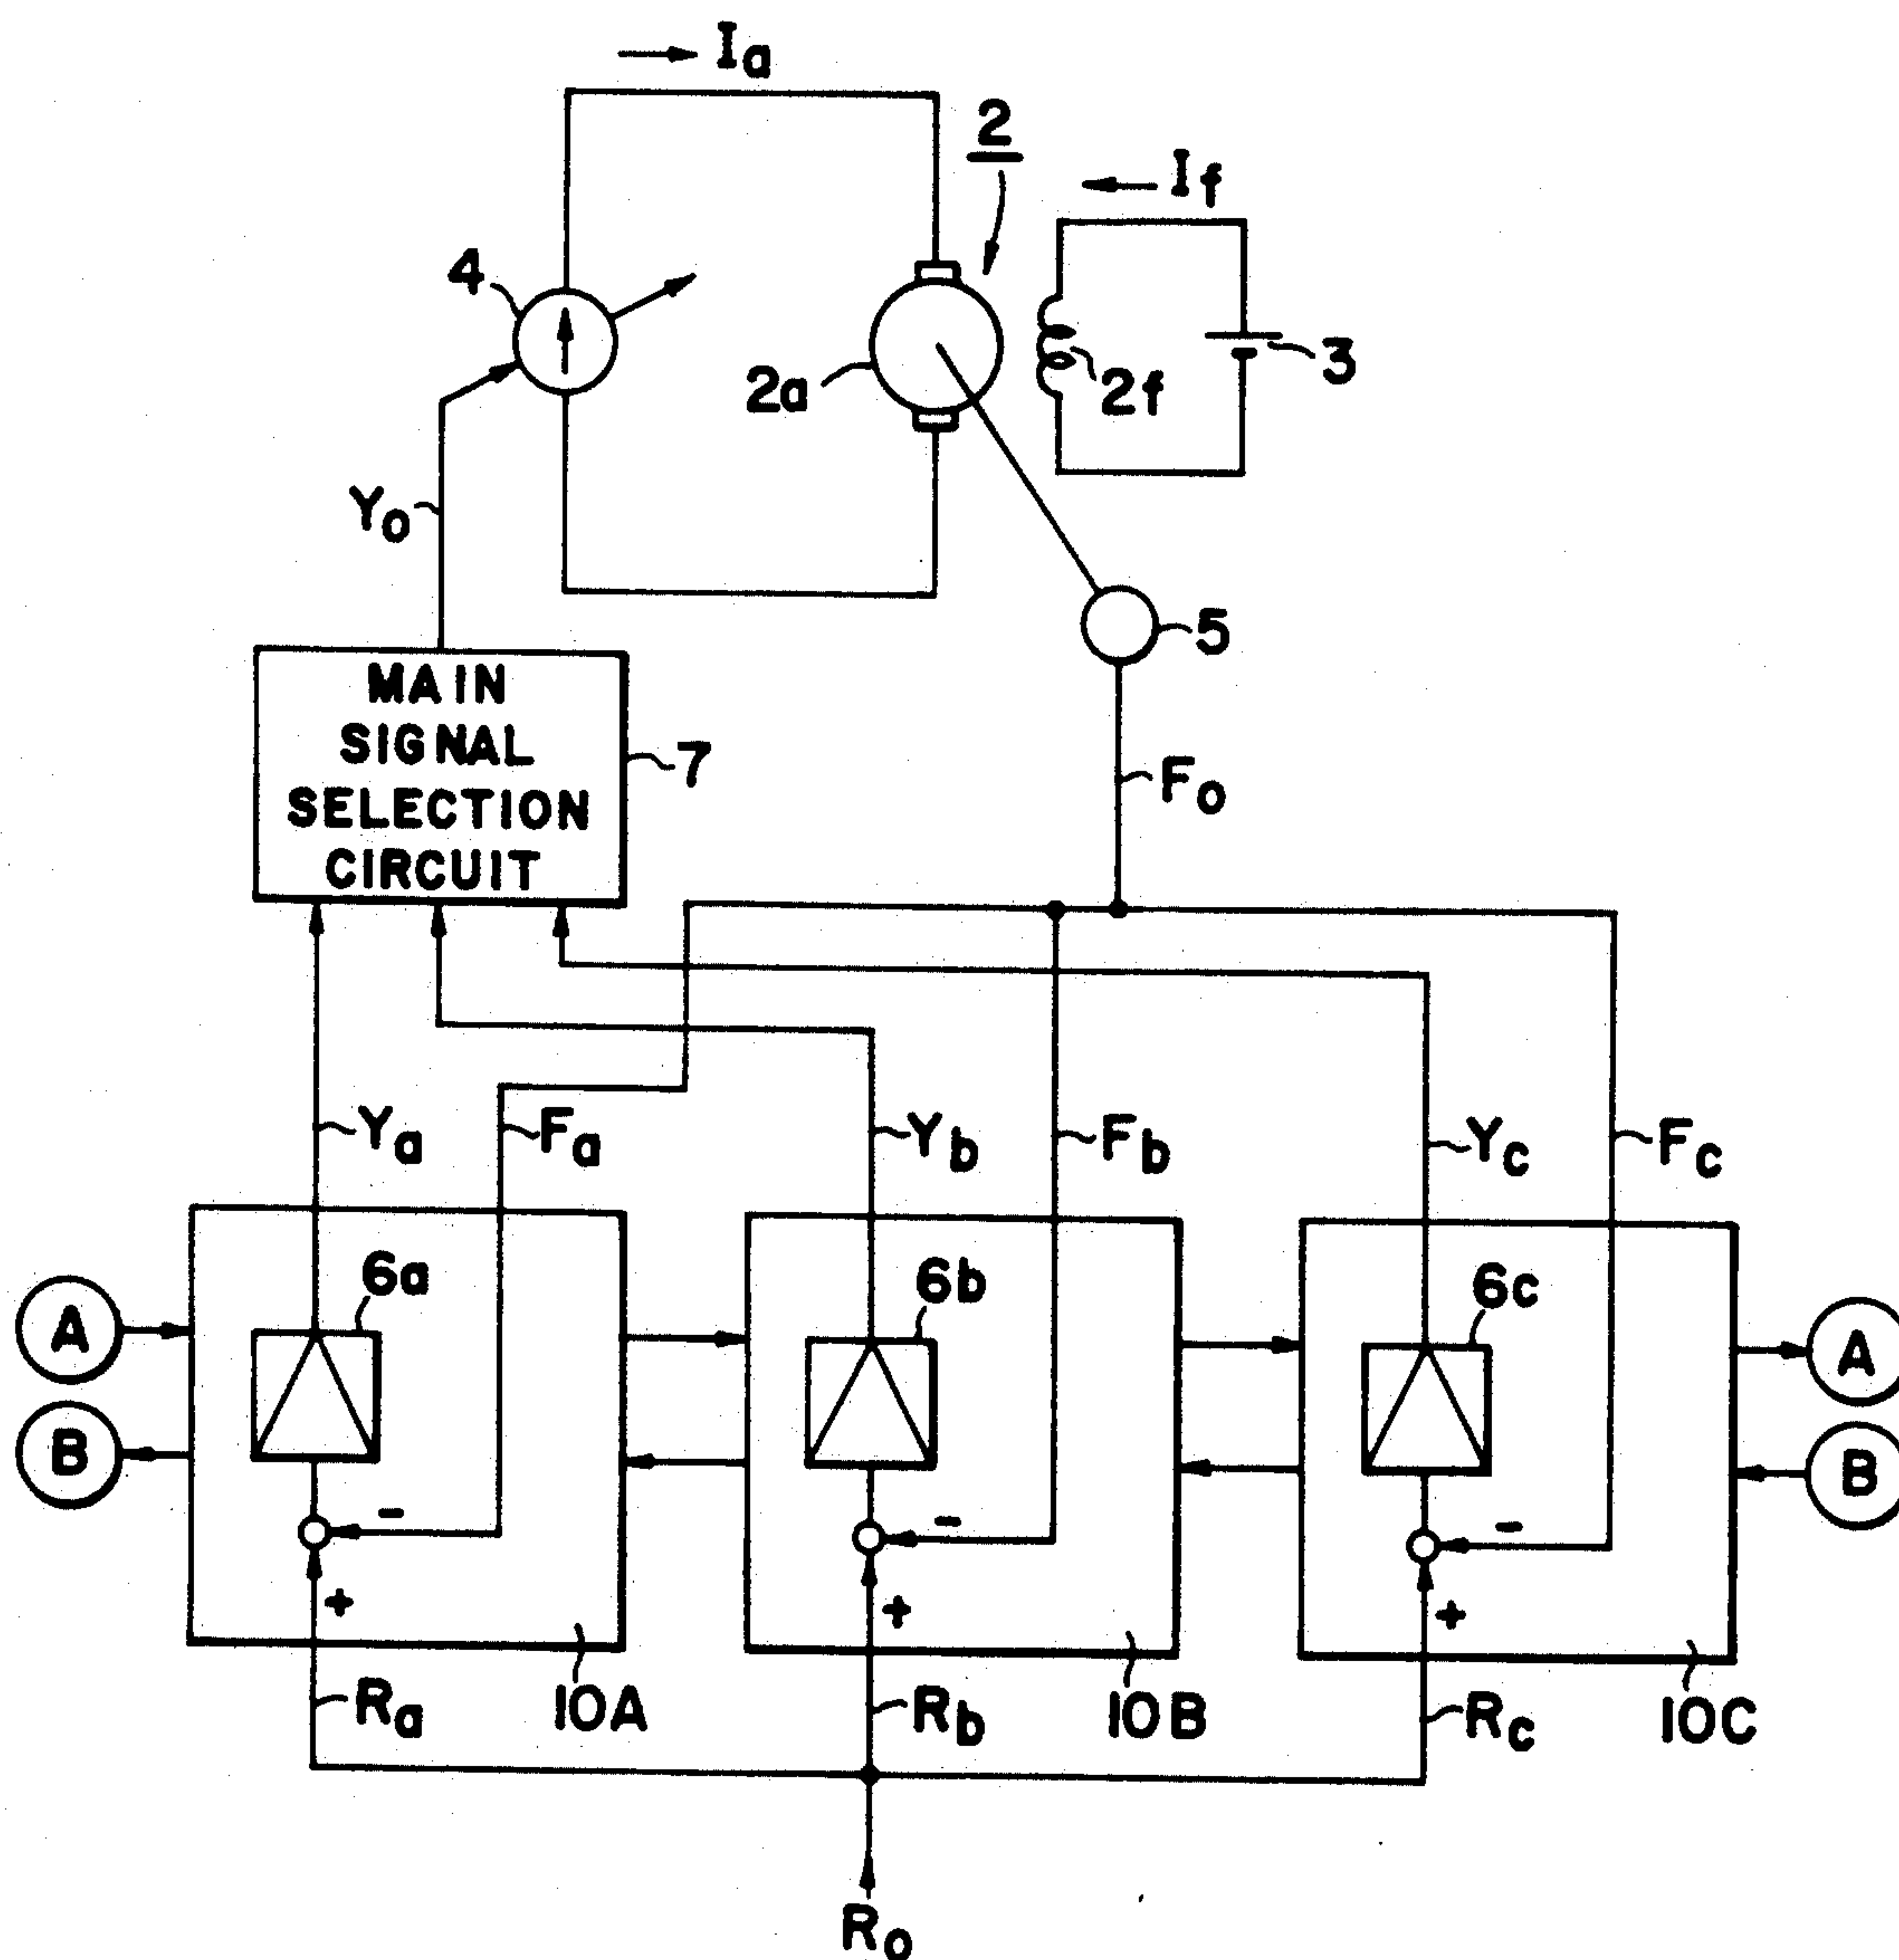 Ia
2
If
4
2a
2f
3
Yo
5
MAIN
SIGNAL
SELECTION
CIRCUIT
7
Fo
Ya
Fa
Yb
Fb
Yc
Fc
6a
6b
6c
A
A
B
B
-
-
-
+
+
+
Ra
10A
Rb
10B
Rc
10C
Ro